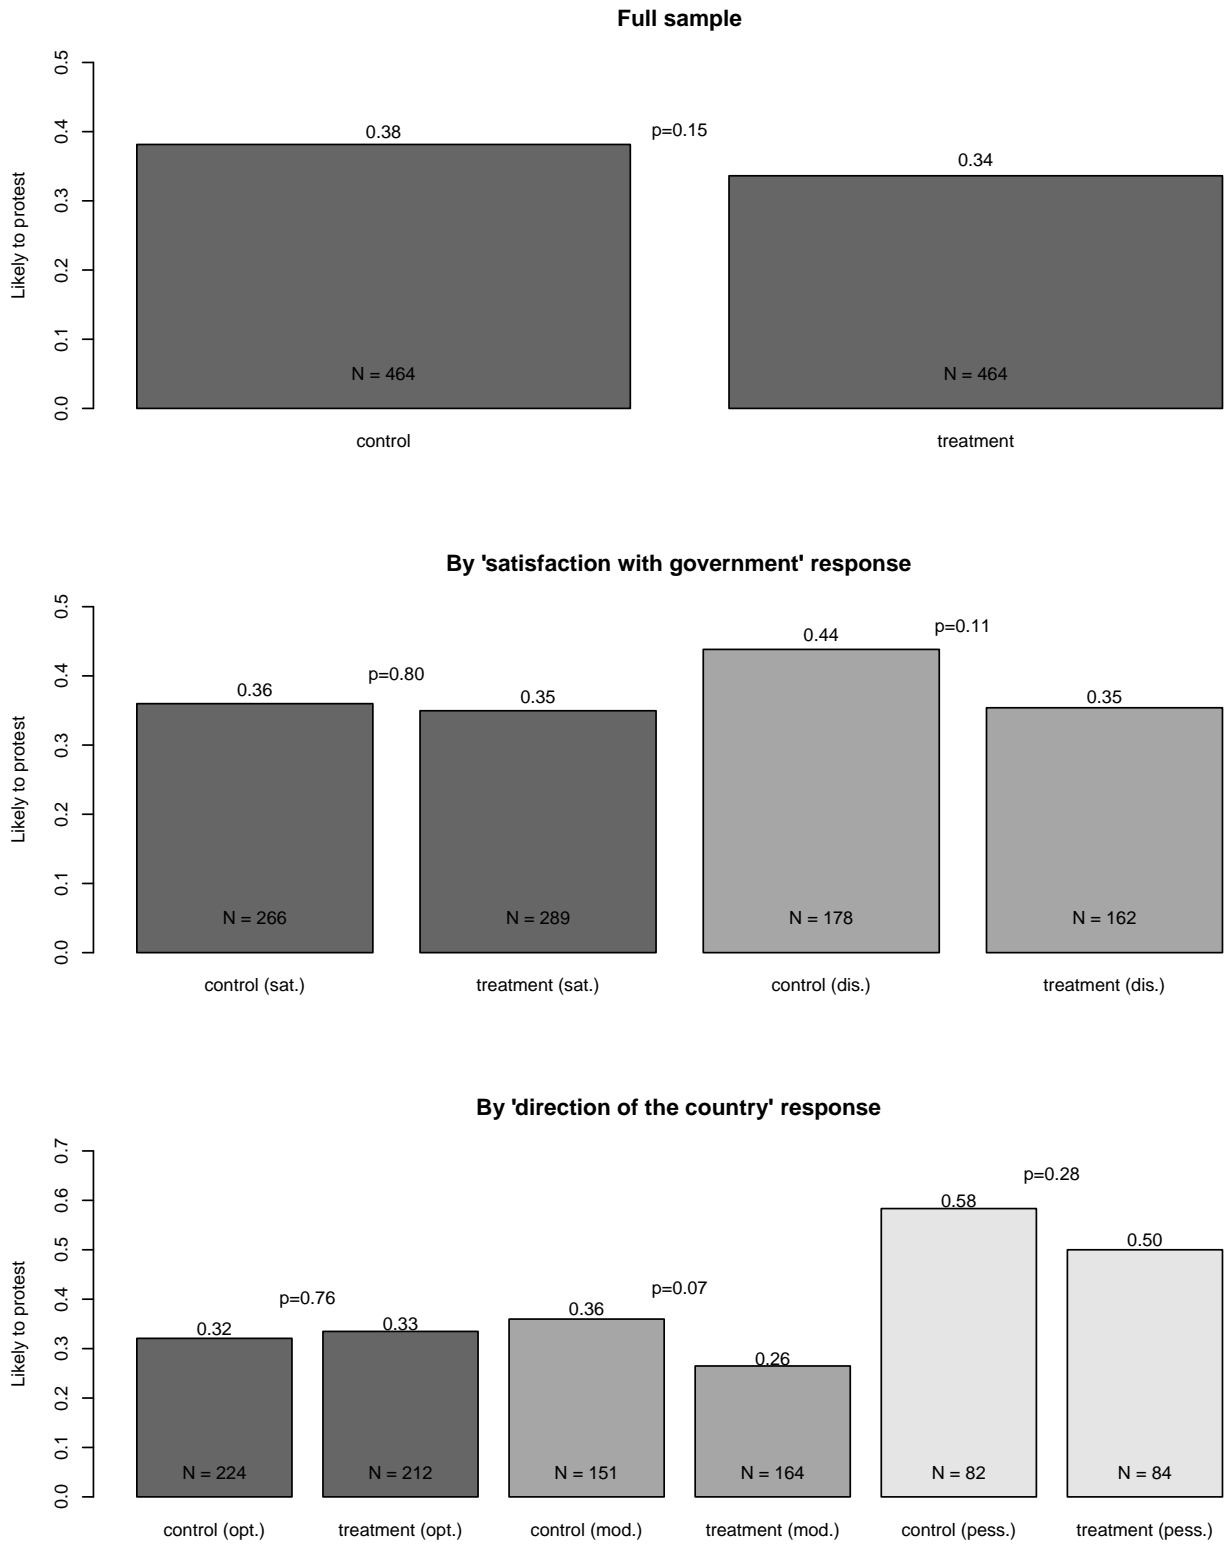 Full sample
Likely to protest
0.5
0.4
0.3
0.2
0.1
0.0
0.38
p=0.15
0.34
N = 464
N = 464
control
treatment
By 'satisfaction with government' response
Likely to protest
0.5
0.4
0.3
0.2
0.1
0.0
0.36
p=0.80
0.35
0.44
p=0.11
0.35
N = 266
N = 289
N = 178
N = 162
control (sat.)
treatment (sat.)
control (dis.)
treatment (dis.)
By 'direction of the country' response
Likely to protest
0.7
0.6
0.5
0.4
0.3
0.2
0.1
0.0
0.32
p=0.76
0.33
0.36
p=0.07
0.26
0.58
p=0.28
0.50
N = 224
N = 212
N = 151
N = 164
N = 82
N = 84
control (opt.)
treatment (opt.)
control (mod.)
treatment (mod.)
control (pess.)
treatment (pess.)